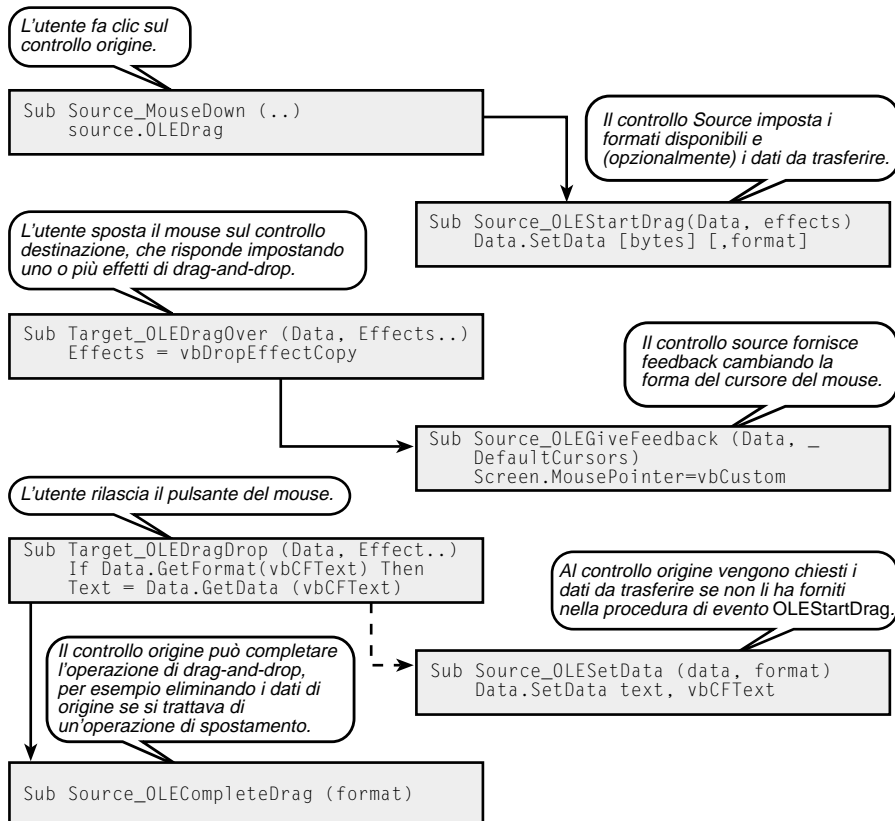 L'utente fa clic sul
controllo origine.
Sub Source_MouseDown (..)
source.OLEDrag
Il controllo Source imposta i
formati disponibili e
(opzionalmente) i dati da trasferire.
Sub Source_OLEStartDrag(Data, effects)
Data.SetData [bytes] [,format]
L'utente sposta il mouse sul controllo
destinazione, che risponde impostando
uno o più effetti di drag-and-drop.
Sub Target_OLEDragOver (Data, Effects..)
Effects = vbDropEffectCopy
Il controllo source fornisce
feedback cambiando la
forma del cursore del mouse.
Sub Source_OLEGiveFeedback (Data, _
DefaultCursors)
Screen.MousePointer=vbCustom
L'utente rilascia il pulsante del mouse.
Sub Target_OLEDragDrop (Data, Effect..)
If Data.GetFormat(vbCFText) Then
Text = Data.GetData (vbCFText)
Al controllo origine vengono chiesti i
dati da trasferire se non li ha forniti
nella procedura di evento OLEStartDrag.
Sub Source_OLESetData (data, format)
Data.SetData text, vbCFText
Il controllo origine può completare
l'operazione di drag-and-drop,
per esempio eliminando i dati di
origine se si trattava di
un'operazione di spostamento.
Sub Source_OLECompleteDrag (format)